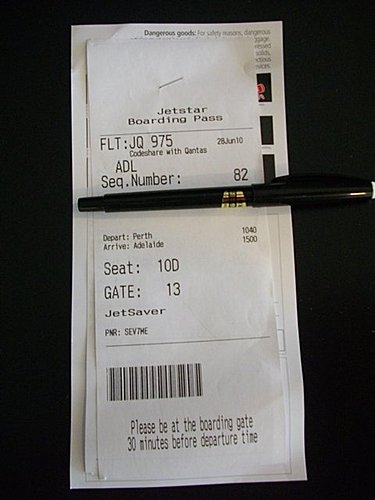 Dangerous goods: For safety reasons, dangerous
Jetstar
Boarding Pass
FLT:JQ 975 28Jun10
Codeshare with Qantas
ADL
Seq.Number: 82
Depart: Perth 1040
Arrive: Adelaide 1500
Seat: 10D
GATE: 13
JetSaver
PNR: SEV7ME
Please be at the boarding gate
30 minutes before departure time